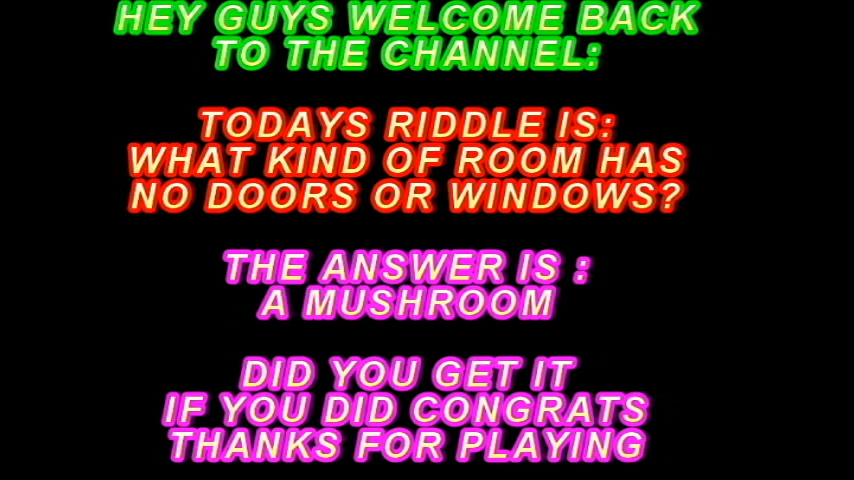 HEY GUYS WELCOME BACK
TO THE CHANNEL:
TODAYS RIDDLE IS:
WHAT KIND OF ROOM HAS
NO DOORS OR WINDOWS?
THE ANSWER IS :
A MUSHROOM
DID YOU GET IT
IF YOU DID CONGRATS
THANKS FOR PLAYING